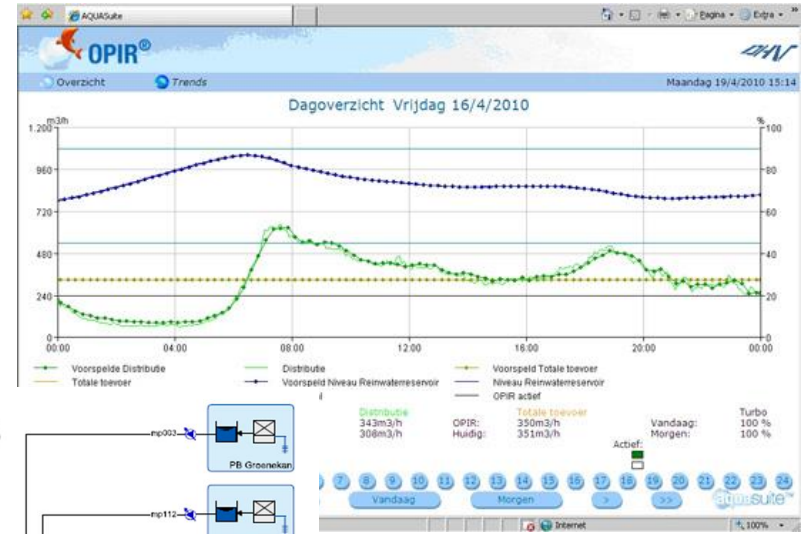 AQUASuite
Pagina
Extra
OPIR®
DHV
Overzicht
Trends
Maandag 19/4/2010 15:14
Dagoverzicht Vrijdag 16/4/2010
m3/h
%
1.200
100
960
80
720
60
480
40
240
20
0
0
00:00 04:00 08:00 12:00 16:00 20:00 00:00
Voorspelde Distributie
Distributie
Voorspeld Totale toevoer
Totale toevoer
Voorspeld Niveau Reinwaterreservoir
Niveau Reinwaterreservoir
OPIR actief
Distributie
Totale toevoer
Turbo
343m3/h OPIR: 350m3/h Vandaag: 100 %
308m3/h Huidig: 351m3/h Morgen: 100 %
Actief:
7 8 9 10 11 12 13 14 15 16 17 18 19 20 21 22 23 24
Vandaag
Morgen
>
>>
aquasuite
Internet
100%
mp003
PB Groenekan
mp112